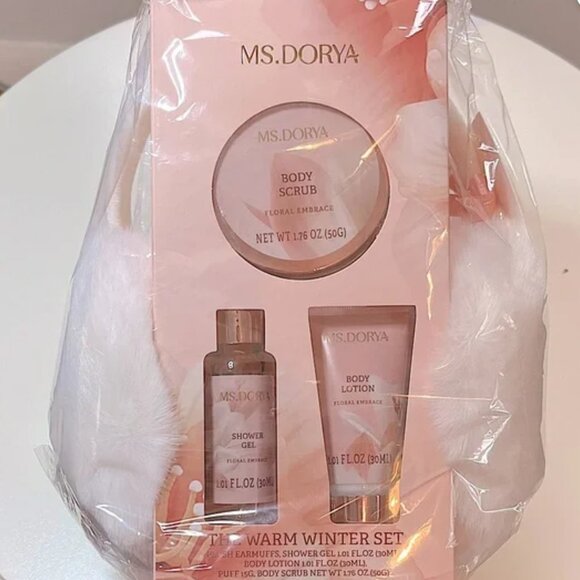 MS.DORYA
MS.DORYA
BODY
SCRUB
FLORAL EMBRACE
NET WT 1.76 OZ (50G)
MS.DORYA
SHOWER
GEL
FLORAL EMBRACE
1.01 FL.OZ (30ML
MS.DORYA
BODY
LOTION
FLORAL EMBRACE
1.01 FL.OZ (30ML)
THE WARM WINTER SET
PLUSH EARMUFFS, SHOWER GEL 1.01 FL.OZ (30ML)
BODY LOTION 1.01 FL.OZ (30ML),
PUFF 15G, BODY SCRUB NET WT 1.76 OZ (50G)